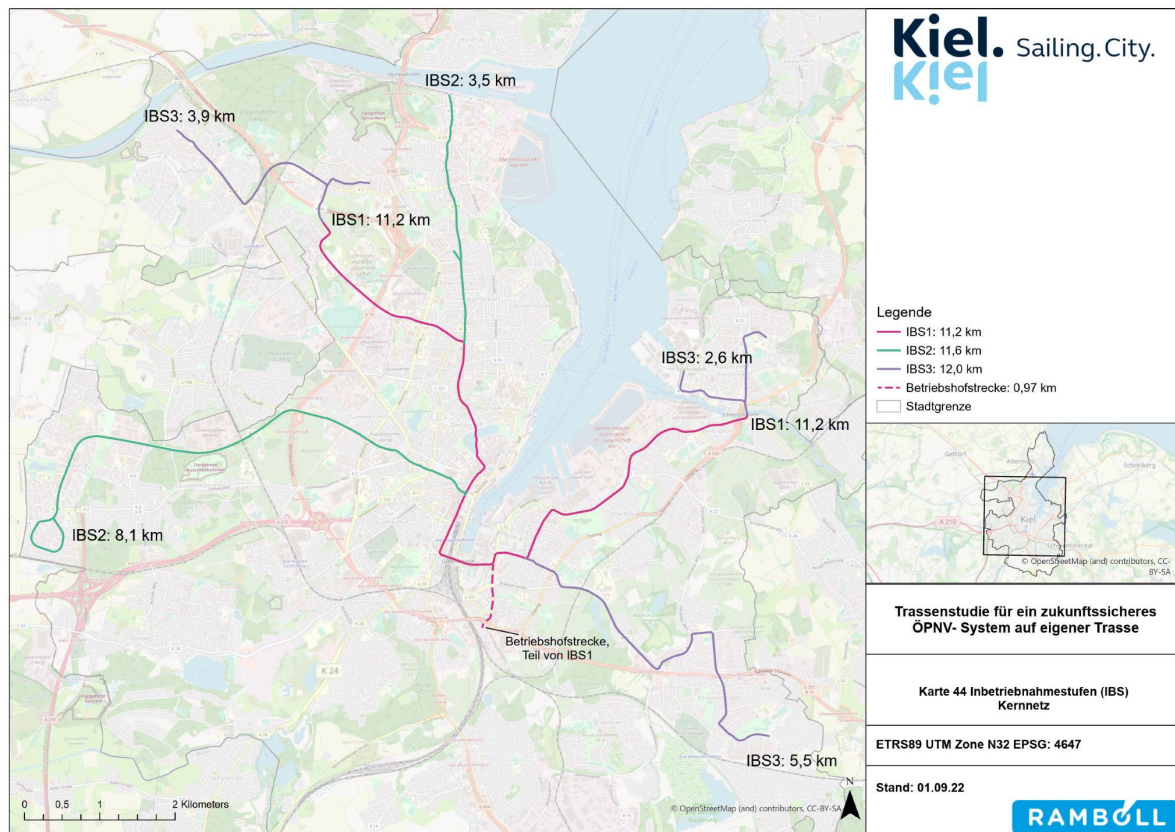 IBS2: 3,5 km
IBS3: 3,9 km
IBS1: 11,2 km
IBS3: 2,6 km
IBS1: 11,2 km
IBS2: 8,1 km
Betriebshofstrecke,
Teil von IBS1
K 24
IBS3: 5,5 km
0 0,5 1 2 Kilometers
© OpenStreetMap (and) contributors, CC-BY-SA
N
Kiel. Sailing.City.
Kiel
Legende
IBS1: 11,2 km
IBS2: 11,6 km
IBS3: 12,0 km
Betriebshofstrecke: 0,97 km
Stadtgrenze
Gettorf
Schönberg
A 210
Kiel
© OpenStreetMap (and) contributors, CC-
BY-SA
Trassenstudie für ein zukunftssicheres
ÖPNV- System auf eigener Trasse
Karte 44 Inbetriebnahmestufen (IBS)
Kernnetz
ETRS89 UTM Zone N32 EPSG: 4647
Stand: 01.09.22
RAMBOLL